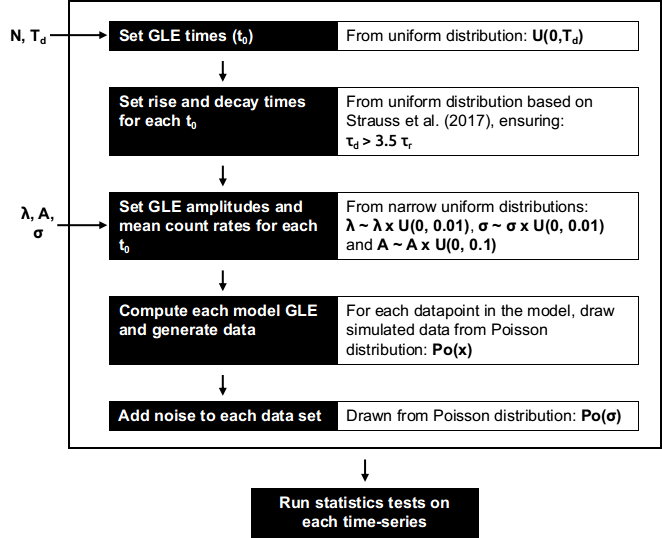 N, T_d
Set GLE times (t_0)
From uniform distribution: U(0,T_d)
Set rise and decay times
for each t_0
From uniform distribution based on
Strauss et al. (2017), ensuring:
τ_d > 3.5 τ_r
λ, A,
σ
Set GLE amplitudes and
mean count rates for each
t_0
From narrow uniform distributions:
λ ~ λ x U(0, 0.01), σ ~ σ x U(0, 0.01)
and A ~ A x U(0, 0.1)
Compute each model GLE
and generate data
For each datapoint in the model, draw
simulated data from Poisson
distribution: Po(x)
Add noise to each data set
Drawn from Poisson distribution: Po(σ)
Run statistics tests on
each time-series